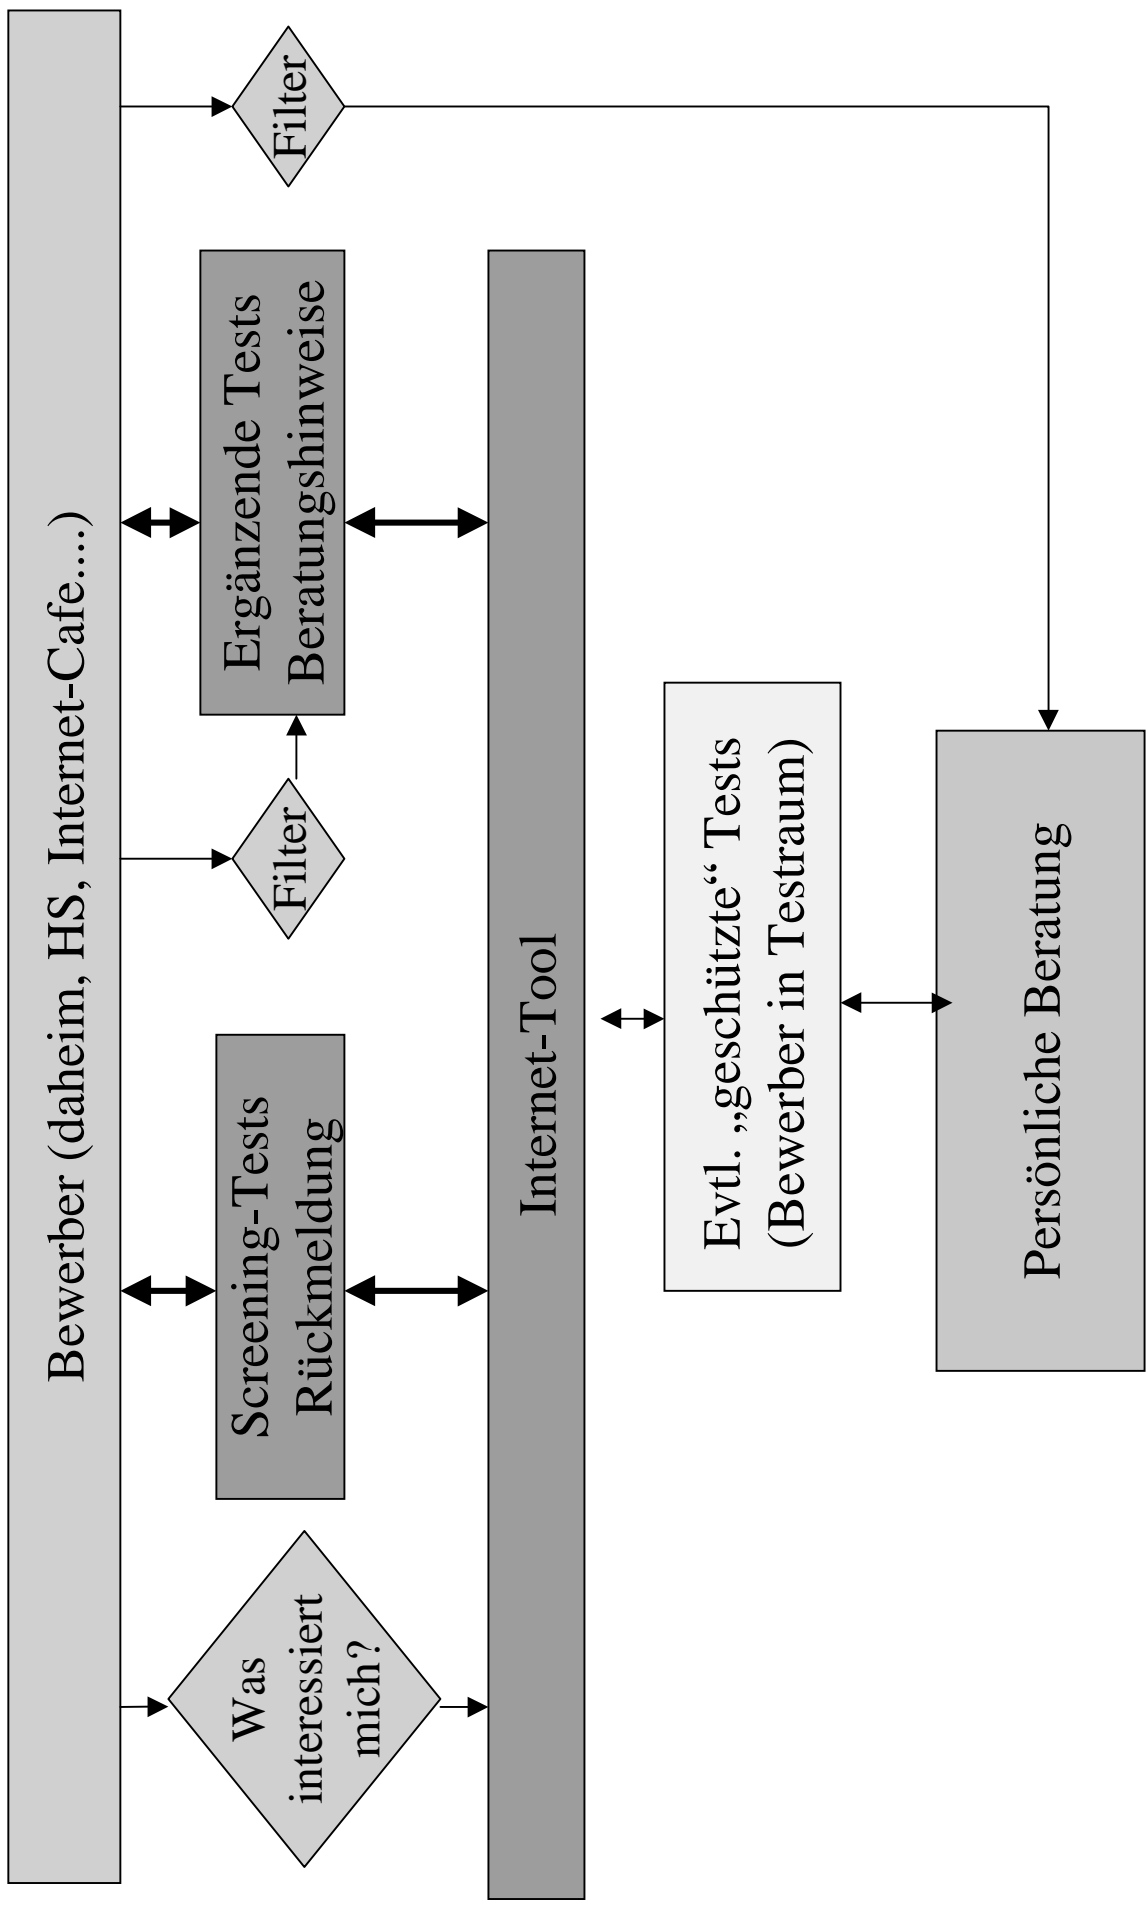 Bewerber (daheim, HS, Internet-Cafe....)
Was
interessiert
mich?
Screening-Tests
Rückmeldung
Filter
Ergänzende Tests
Beratungshinweise
Filter
Internet-Tool
Evtl. „geschützte“ Tests
(Bewerber in Testraum)
Persönliche Beratung